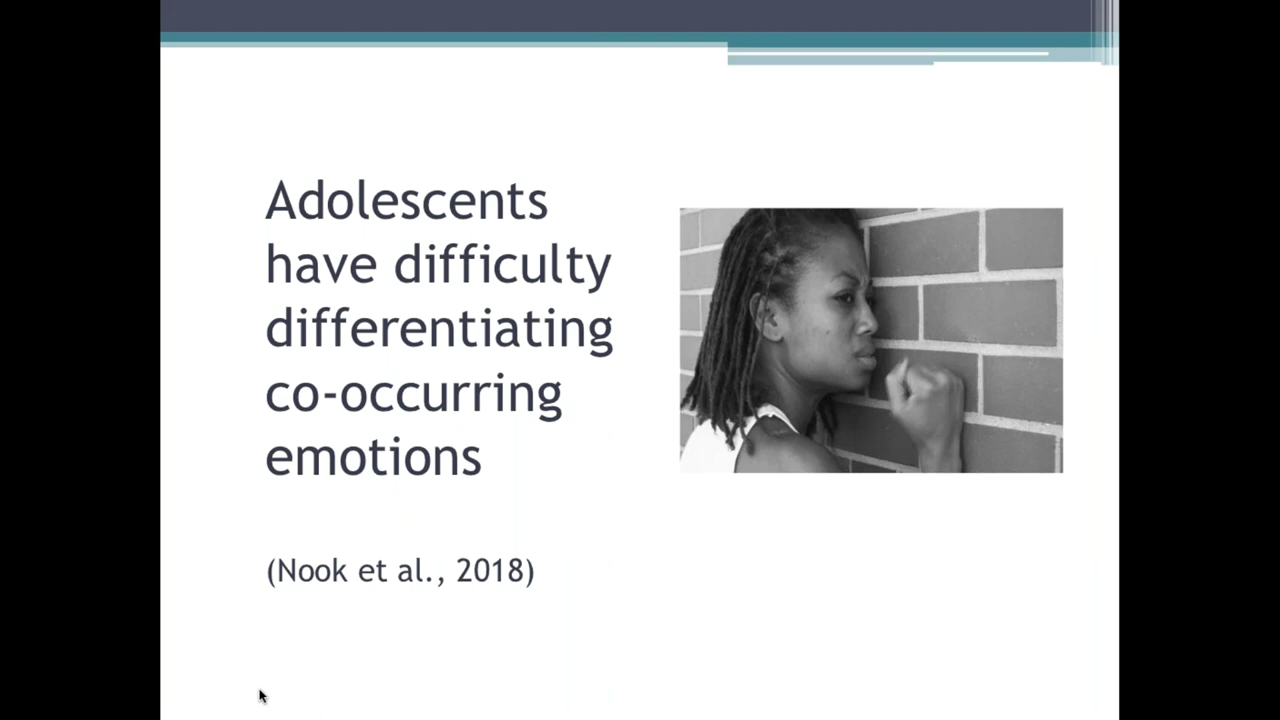 Adolescents
have difficulty
differentiating
co-occurring
emotions
(Nook et al., 2018)